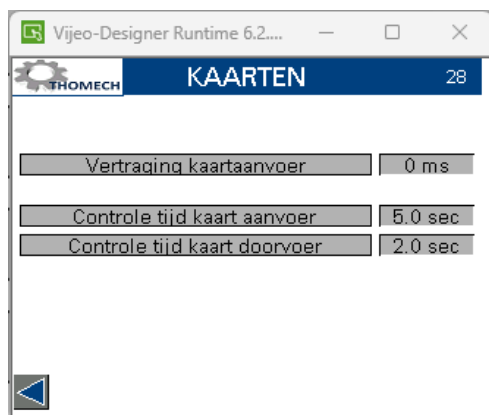 Vijeo-Designer Runtime 6.2....
THOMECH KAARTEN 28
Vertraging kaartaanvoer 0 ms
Controle tijd kaart aanvoer 5.0 sec
Controle tijd kaart doorvoer 2.0 sec